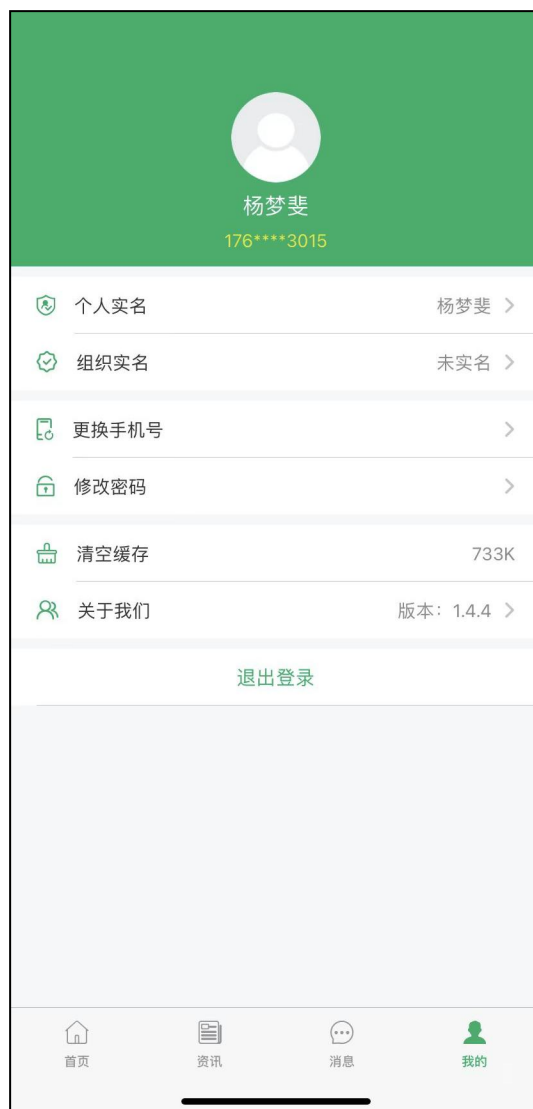 杨梦斐
176****3015
个人实名 杨梦斐
组织实名 未实名
更换手机号
修改密码
清空缓存 733K
关于我们 版本：1.4.4
退出登录
首页 资讯 消息 我的